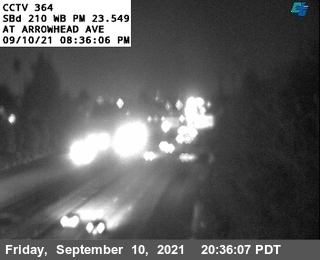 CCTV 364
SBd 210 WB PM 23.549
AT ARROWHEAD AVE
09/10/21 08:36:06 PM
Friday, September 10, 2021 20:36:07 PDT